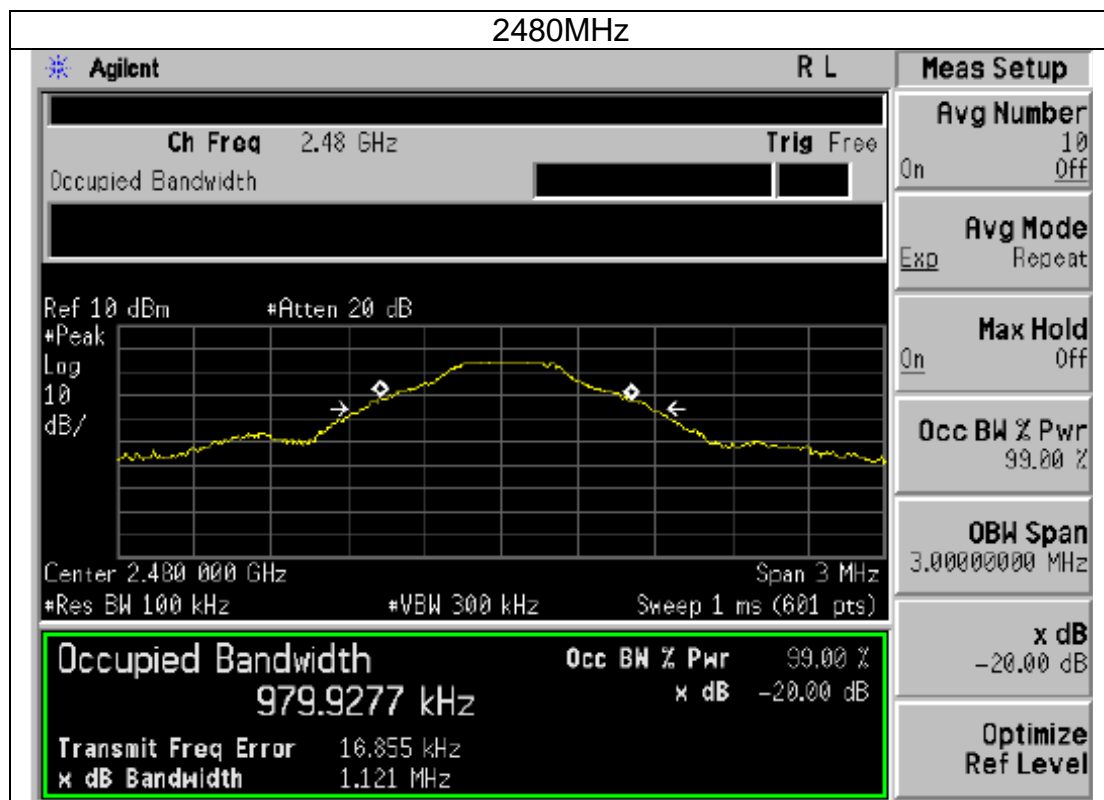 2480MHz
Agilent R L
Ch Freq 2.48 GHz Trig Free
Occupied Bandwidth
Ref 10 dBm #Atten 20 dB
#Peak
Log
10
dB/
Center 2.480 000 GHz Span 3 MHz
#Res BW 100 kHz #VBW 300 kHz Sweep 1 ms (601 pts)
Occupied Bandwidth
979.9277 kHz
Occ BW % Pwr 99.00 %
x dB -20.00 dB
Transmit Freq Error 16.855 kHz
x dB Bandwidth 1.121 MHz
Meas Setup
Avg Number
10
On Off
Avg Mode
Exp Repeat
Max Hold
On Off
Occ BW % Pwr
99.00 %
OBW Span
3.00000000 MHz
x dB
-20.00 dB
Optimize
Ref Level